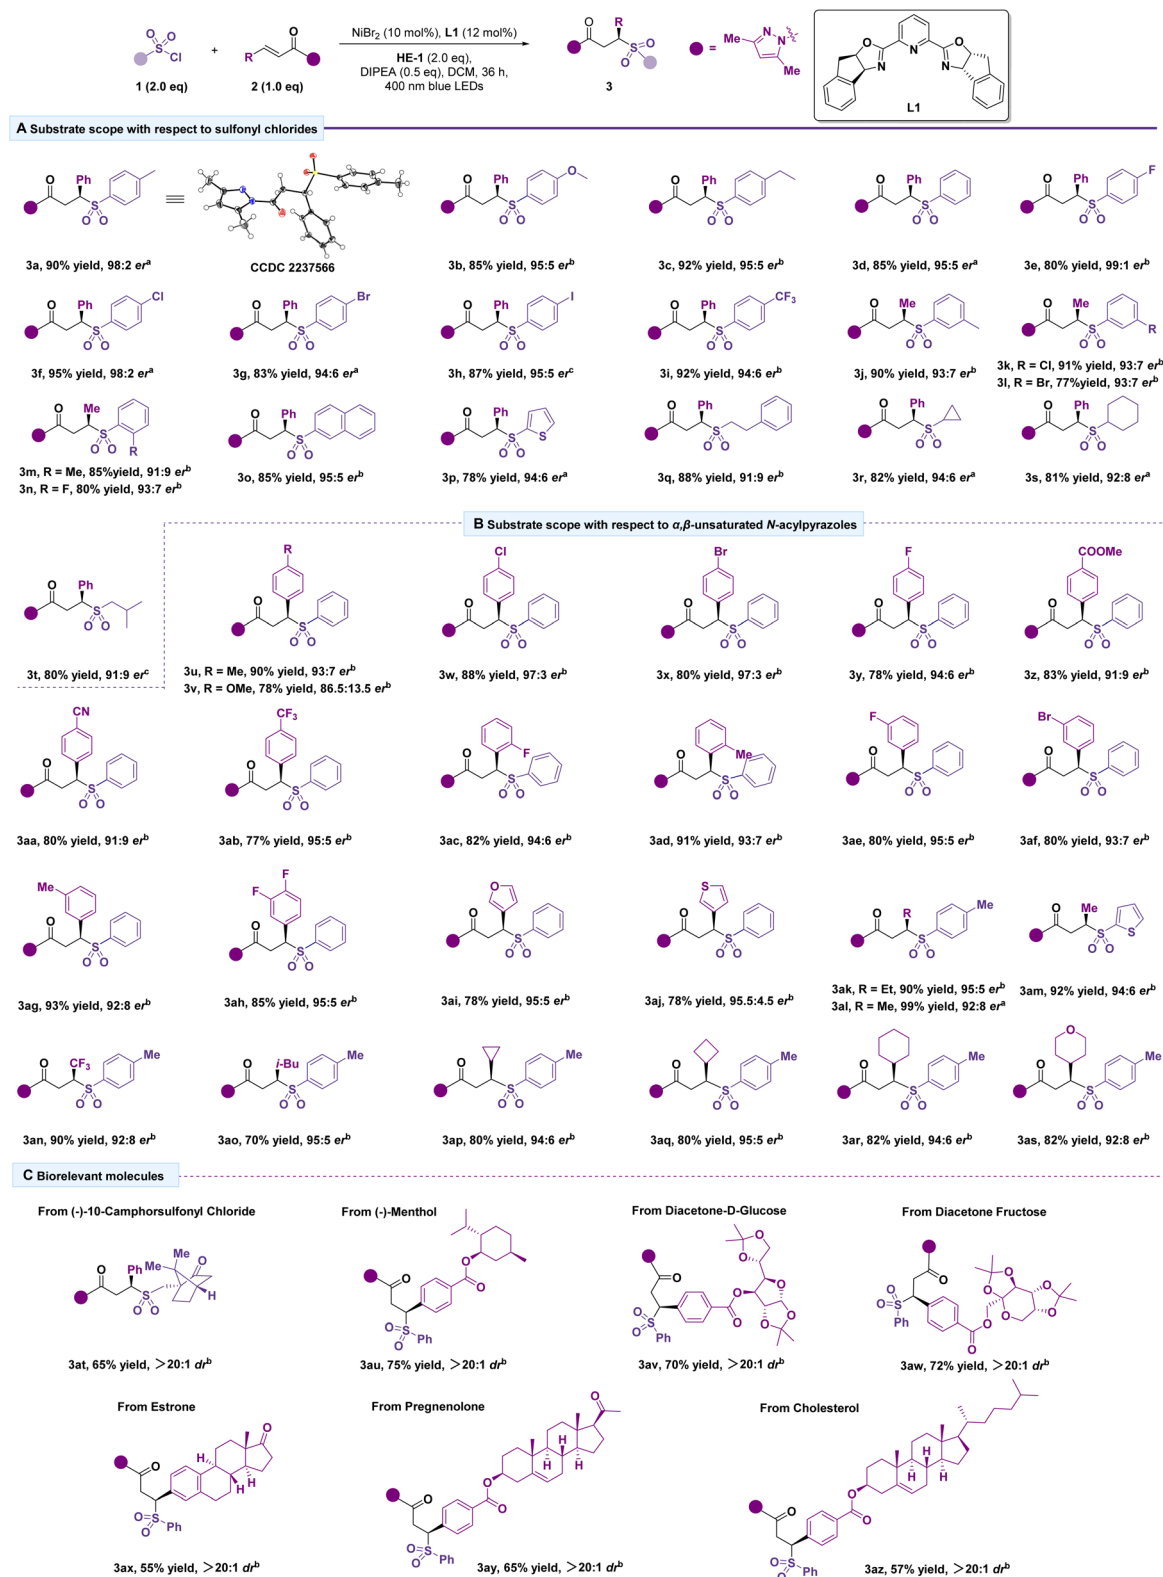 NiBr2 (10 mol%), L1 (12 mol%)
HE-1 (2.0 eq),
DIPEA (0.5 eq), DCM, 36 h,
400 nm blue LEDs
1 (2.0 eq) + 2 (1.0 eq) 3 L1
A Substrate scope with respect to sulfonyl chlorides
3a, 90% yield, 98:2 er^a
CCDC 2237566
3b, 85% yield, 95:5 er^b
3c, 92% yield, 95:5 er^b
3d, 85% yield, 95:5 er^a
3e, 80% yield, 99:1 er^b
3f, 95% yield, 98:2 er^a
3g, 83% yield, 94:6 er^a
3h, 87% yield, 95:5 er^c
3i, 92% yield, 94:6 er^b
3j, 90% yield, 93:7 er^b
3k, R = Cl, 91% yield, 93:7 er^b
3l, R = Br, 77%yield, 93:7 er^b
3m, R = Me, 85%yield, 91:9 er^b
3n, R = F, 80% yield, 93:7 er^b
3o, 85% yield, 95:5 er^b
3p, 78% yield, 94:6 er^a
3q, 88% yield, 91:9 er^b
3r, 82% yield, 94:6 er^a
3s, 81% yield, 92:8 er^a
B Substrate scope with respect to α,β-unsaturated N-acylpyrazoles
3t, 80% yield, 91:9 er^c
3u, R = Me, 90% yield, 93:7 er^b
3v, R = OMe, 78% yield, 86.5:13.5 er^b
3w, 88% yield, 97:3 er^b
3x, 80% yield, 97:3 er^b
3y, 78% yield, 94:6 er^b
3z, 83% yield, 91:9 er^b
3aa, 80% yield, 91:9 er^b
3ab, 77% yield, 95:5 er^b
3ac, 82% yield, 94:6 er^b
3ad, 91% yield, 93:7 er^b
3ae, 80% yield, 95:5 er^b
3af, 80% yield, 93:7 er^b
3ag, 93% yield, 92:8 er^b
3ah, 85% yield, 95:5 er^b
3ai, 78% yield, 95:5 er^b
3aj, 78% yield, 95.5:4.5 er^b
3ak, R = Et, 90% yield, 95:5 er^b
3al, R = Me, 99% yield, 92:8 er^a
3am, 92% yield, 94:6 er^b
3an, 90% yield, 92:8 er^b
3ao, 70% yield, 95:5 er^b
3ap, 80% yield, 94:6 er^b
3aq, 80% yield, 95:5 er^b
3ar, 82% yield, 94:6 er^b
3as, 82% yield, 92:8 er^b
C Biorelevant molecules
From (-)-10-Camphorsulfonyl Chloride
3at, 65% yield, >20:1 dr^b
From (-)-Menthol
3au, 75% yield, >20:1 dr^b
From Diacetone-D-Glucose
3av, 70% yield, >20:1 dr^b
From Diacetone Fructose
3aw, 72% yield, >20:1 dr^b
From Estrone
3ax, 55% yield, >20:1 dr^b
From Pregnenolone
3ay, 65% yield, >20:1 dr^b
From Cholesterol
3az, 57% yield, >20:1 dr^b